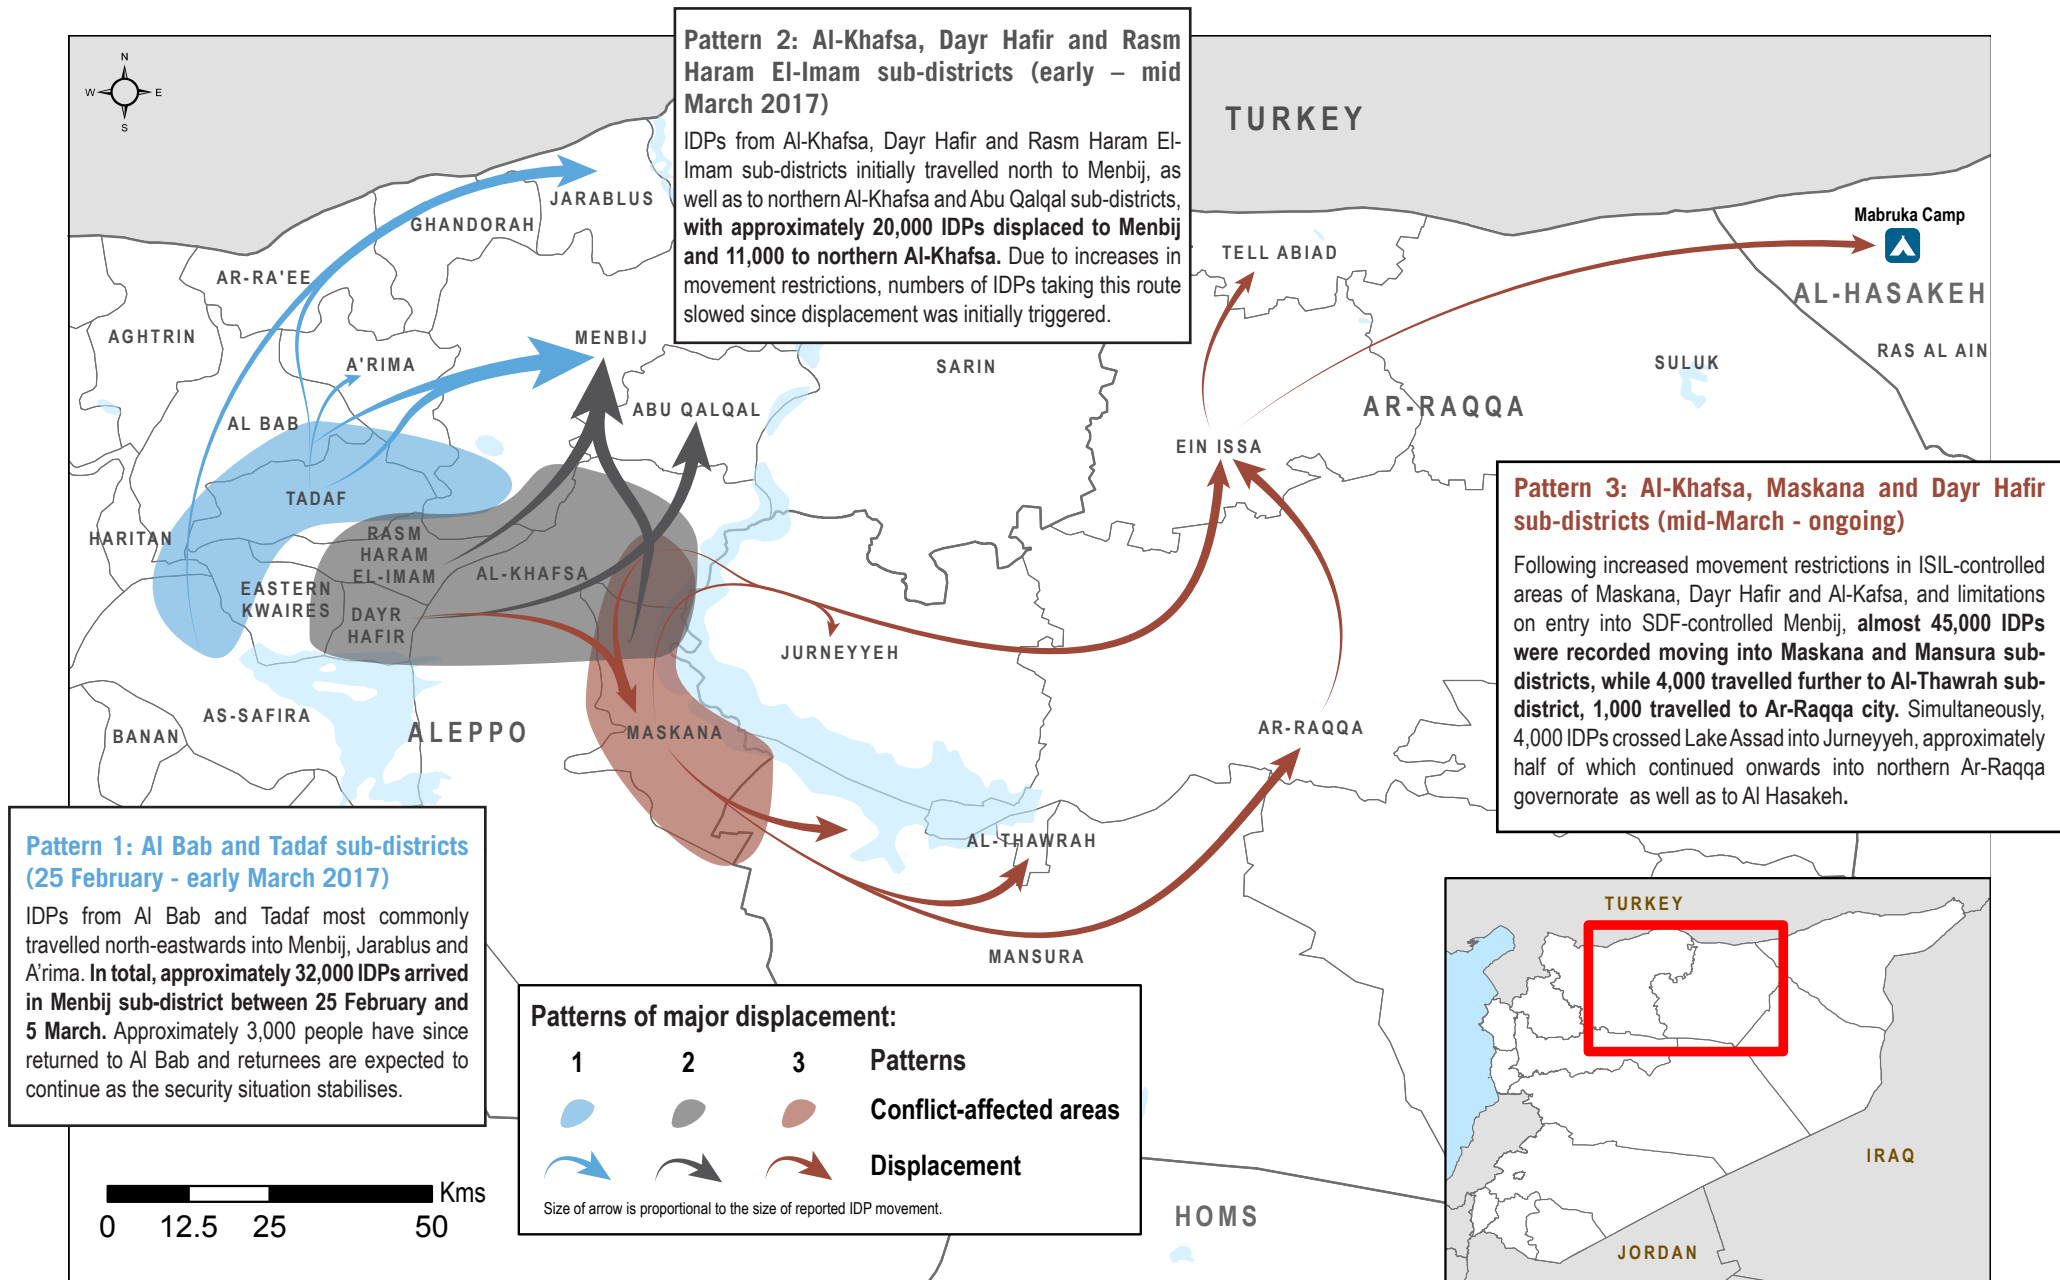 Pattern 2: Al-Khafsa, Dayr Hafir and Rasm
Haram El-Imam sub-districts (early – mid
March 2017)
IDPs from Al-Khafsa, Dayr Hafir and Rasm Haram El-
Imam sub-districts initially travelled north to Menbij, as
well as to northern Al-Khafsa and Abu Qalqal sub-districts,
with approximately 20,000 IDPs displaced to Menbij
and 11,000 to northern Al-Khafsa. Due to increases in
movement restrictions, numbers of IDPs taking this route
slowed since displacement was initially triggered.
N
W
E
S
TURKEY
JARABLUS
GHANDORAH
AR-RA'EE
AGHTRIN
A'RIMA
MENBIJ
ABU QALQAL
AL BAB
TADAF
HARITAN
RASM
HARAM
EL-IMAM
AL-KHAFSA
EASTERN
KWAIRES
DAYR
HAFIR
AS-SAFIRA
BANAN
ALEPPO
MASKANA
JURNEYYEH
SARIN
TELL ABIAD
Mabruka Camp
AL-HASAKEH
RAS AL AIN
SULUK
AR-RAQQA
EIN ISSA
AR-RAQQA
AL-THAWRAH
MANSURA
HOMS
Pattern 3: Al-Khafsa, Maskana and Dayr Hafir
sub-districts (mid-March - ongoing)
Following increased movement restrictions in ISIL-controlled
areas of Maskana, Dayr Hafir and Al-Kafsa, and limitations
on entry into SDF-controlled Menbij, almost 45,000 IDPs
were recorded moving into Maskana and Mansura sub-
districts, while 4,000 travelled further to Al-Thawrah sub-
district, 1,000 travelled to Ar-Raqqa city. Simultaneously,
4,000 IDPs crossed Lake Assad into Jurneyyeh, approximately
half of which continued onwards into northern Ar-Raqqa
governorate as well as to Al Hasakeh.
Pattern 1: Al Bab and Tadaf sub-districts
(25 February - early March 2017)
IDPs from Al Bab and Tadaf most commonly
travelled north-eastwards into Menbij, Jarablus and
A'rima. In total, approximately 32,000 IDPs arrived
in Menbij sub-district between 25 February and
5 March. Approximately 3,000 people have since
returned to Al Bab and returnees are expected to
continue as the security situation stabilises.
Patterns of major displacement:
1 2 3 Patterns
Conflict-affected areas
Displacement
Size of arrow is proportional to the size of reported IDP movement.
Kms
0 12.5 25 50
TURKEY
IRAQ
JORDAN